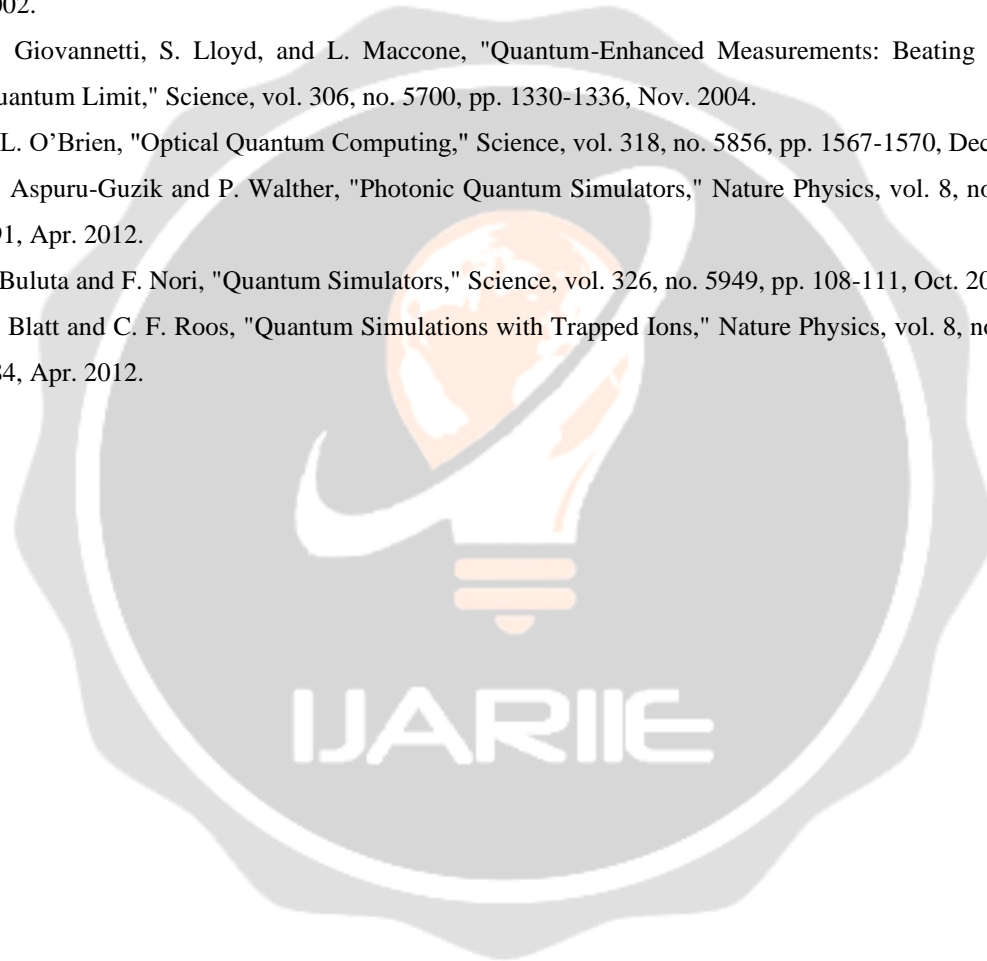 002.
Giovannetti, S. Lloyd, and L. Maccone, "Quantum-Enhanced Measurements: Beating
uantum Limit," Science, vol. 306, no. 5700, pp. 1330-1336, Nov. 2004.
L. O’Brien, "Optical Quantum Computing," Science, vol. 318, no. 5856, pp. 1567-1570, Dec
Aspuru-Guzik and P. Walther, "Photonic Quantum Simulators," Nature Physics, vol. 8, no
91, Apr. 2012.
Buluta and F. Nori, "Quantum Simulators," Science, vol. 326, no. 5949, pp. 108-111, Oct. 20
Blatt and C. F. Roos, "Quantum Simulations with Trapped Ions," Nature Physics, vol. 8, no
84, Apr. 2012.
IJARIIE